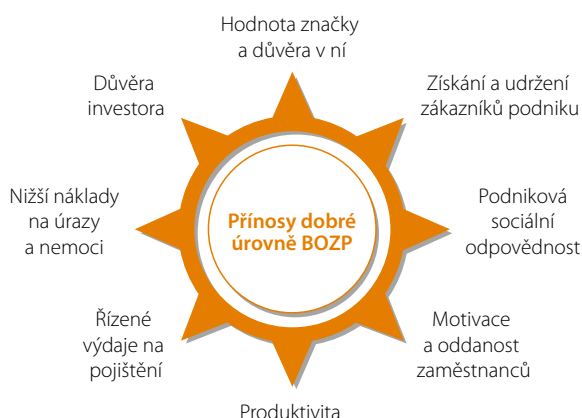 Hodnota značky
a důvěra v ní
Získání a udržení
zákazníků podniku
Podniková
sociální
odpovědnost
Motivace
a oddanost
zaměstnanců
Produktivita
Řízené
výdaje na
pojištění
Nižší náklady
na úrazy
a nemoci
Důvěra
investora
Přínosy dobré
úrovně BOZP